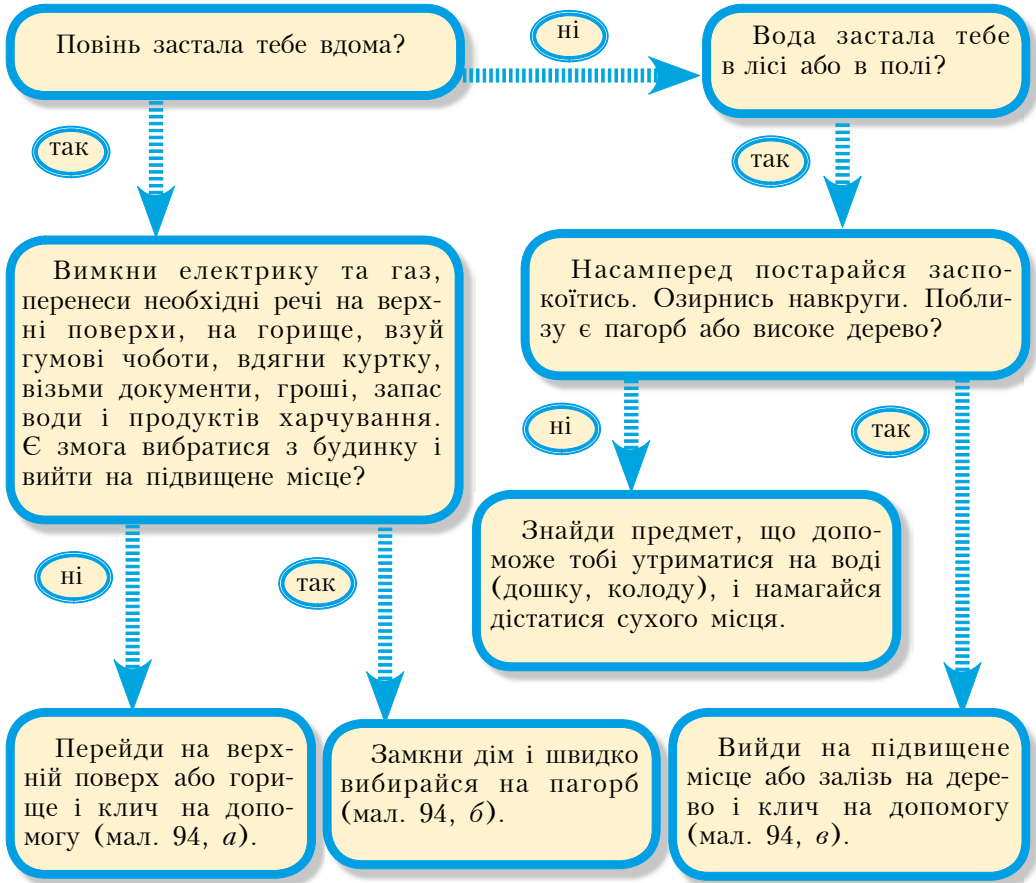 Повінь застала тебе вдома?
ні
Вода застала тебе
в лісі або в полі?
так
так
Вимкни електрику та газ,
перенеси необхідні речі на верх-
ні поверхи, на горище, взуй
гумові чоботи, вдягни куртку,
візьми документи, гроші, запас
води і продуктів харчування.
Є змога вибратися з будинку і
вийти на підвищене місце?
Насамперед постарайся заспо-
коїтись. Озирнись навкруги. Побли-
зу є пагорб або високе дерево?
ні
так
Знайди предмет, що допо-
може тобі утриматися на воді
(дошку, колоду), і намагайся
дістатися сухого місця.
ні
так
Перейди на верх-
ній поверх або гори-
ще і клич на допо-
могу (мал. 94, а).
Замкни дім і швидко
вибирайся на пагорб
(мал. 94, б).
Вийди на підвищене
місце або залізь на дере-
во і клич на допомогу
(мал. 94, в).